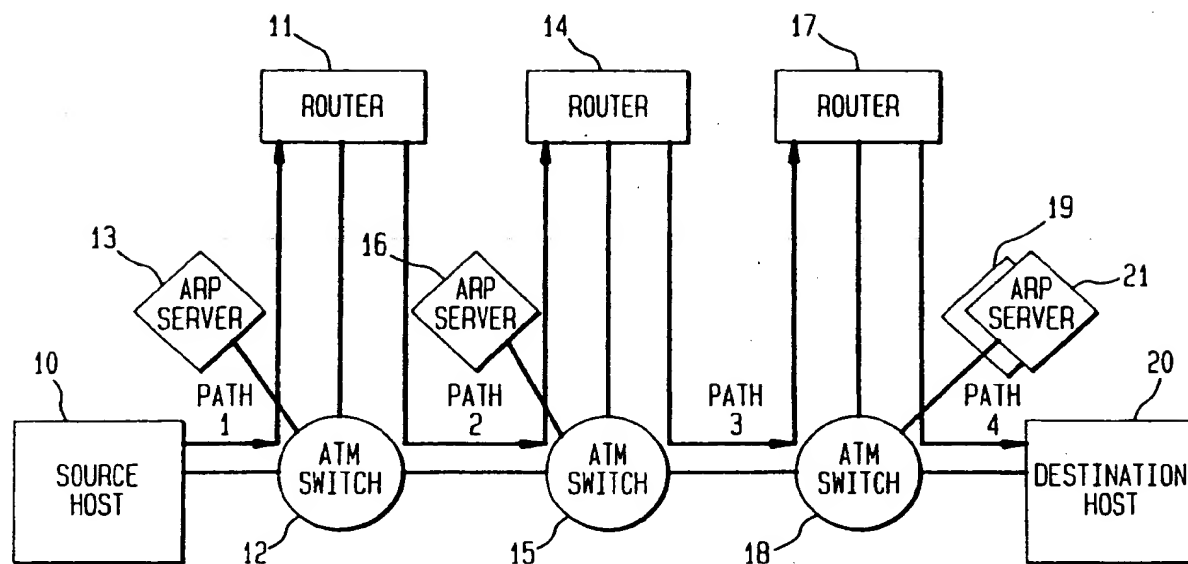 11
14
17
ROUTER
ROUTER
ROUTER
13
16
19
21
ARP
SERVER
ARP
SERVER
ARP
SERVER
10
20
PATH
1
PATH
2
PATH
3
PATH
4
SOURCE
HOST
ATM
SWITCH
ATM
SWITCH
ATM
SWITCH
DESTINATION
HOST
12
15
18